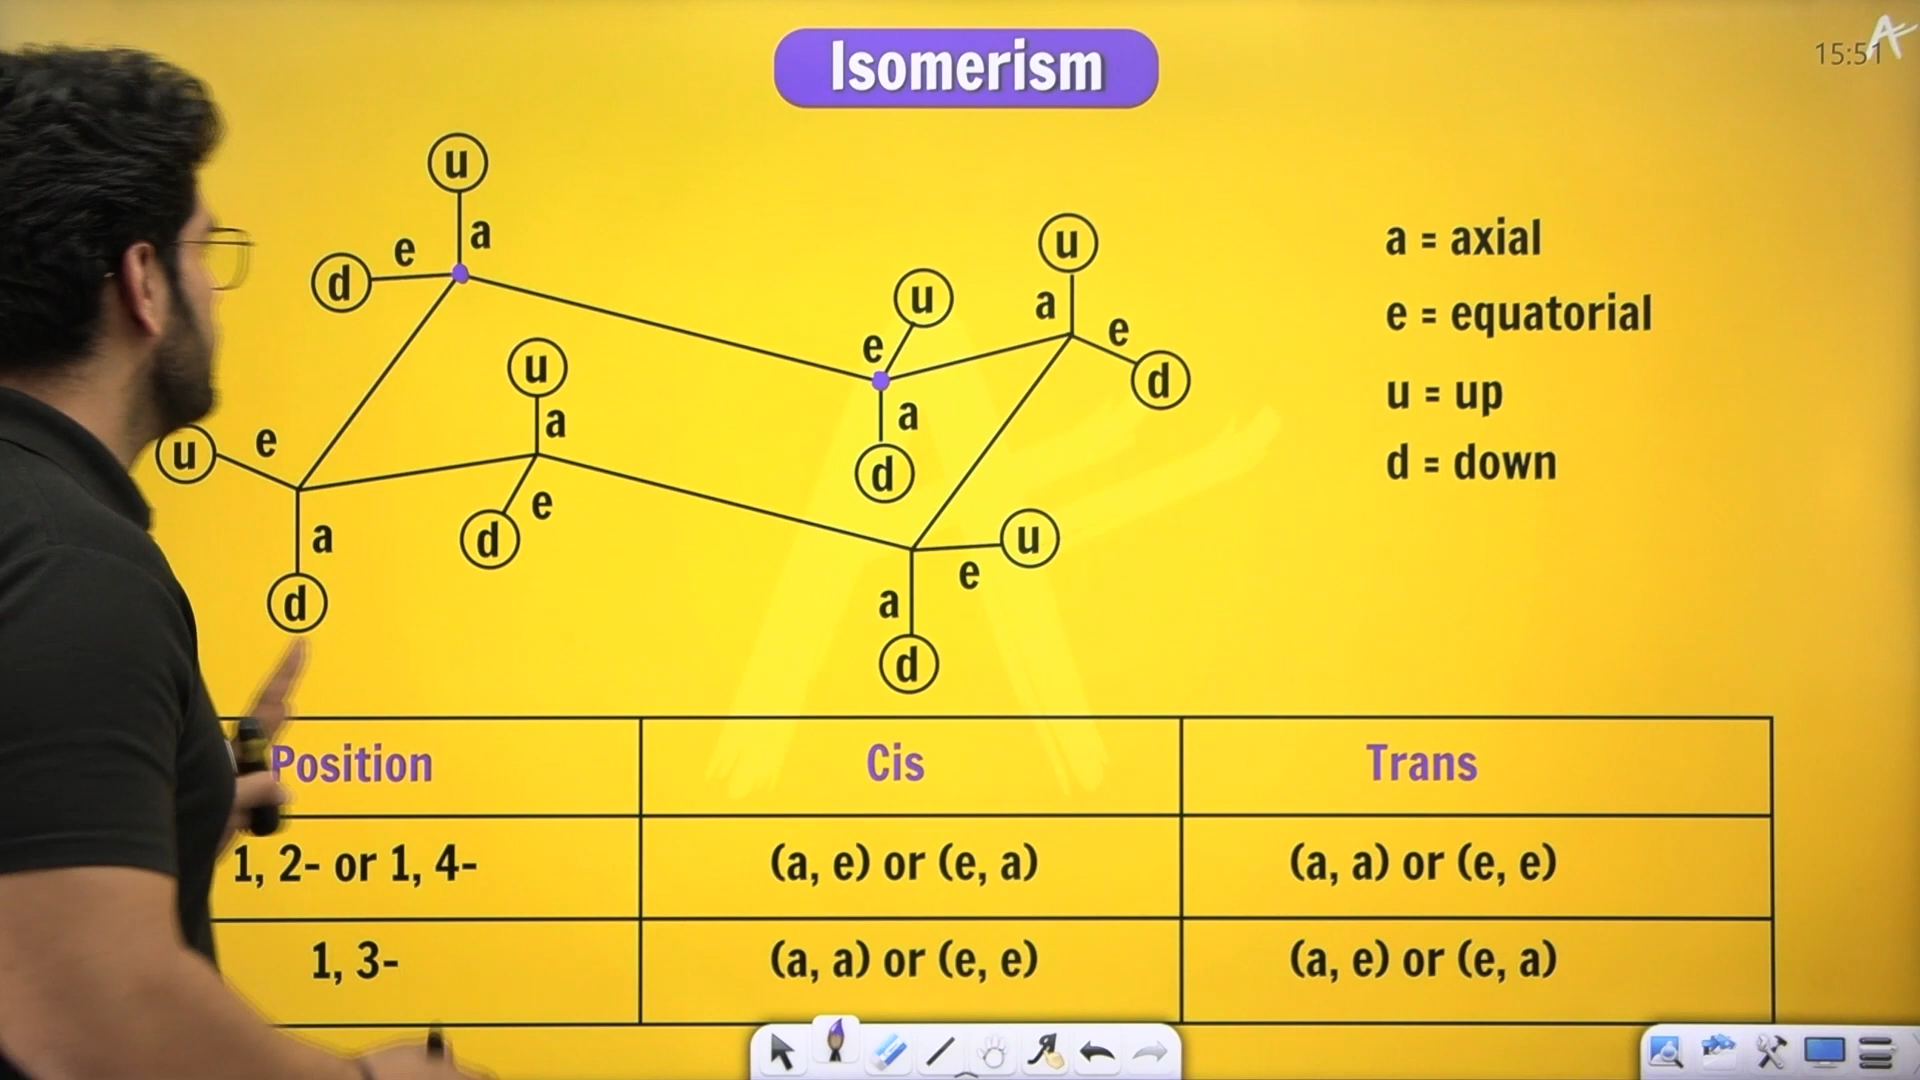 Isomerism
15:51
u
e a
d
u
a e
d
u
e
a
d
u
a
e
d
u e
a
d
e u
a
d
a = axial
e = equatorial
u = up
d = down
Position Cis Trans
1, 2- or 1, 4- (a, e) or (e, a) (a, a) or (e, e)
1, 3- (a, a) or (e, e) (a, e) or (e, a)